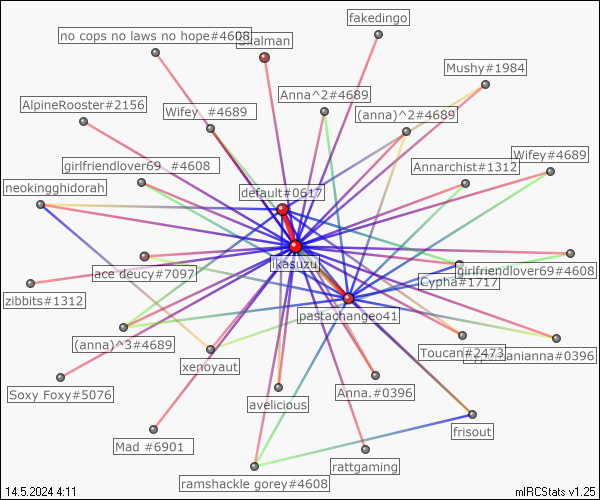 fakedingo
no cops no laws no hope#4608
kalman
Mushy#1984
Anna^2#4689
AlpineRooster#2156
Wifey_ #4689
(anna)^2#4689
Wifey#4689
girlfriendlover69_ #4608
Annarchist#1312
neokingghidorah
default#0617
ikasuzu
ace deucy#7097
girlfriendlover69#4608
Cypha#1717
zibbits#1312
pastachangeo41
(anna)^3#4689
Toucan#2473
anianna#0396
xenoyaut
Soxy Foxy#5076
Anna.#0396
avelicious
frisout
Mad #6901
rattgaming
ramshackle gorey#4608
14.5.2024 4:11
mIRCStats v1.25